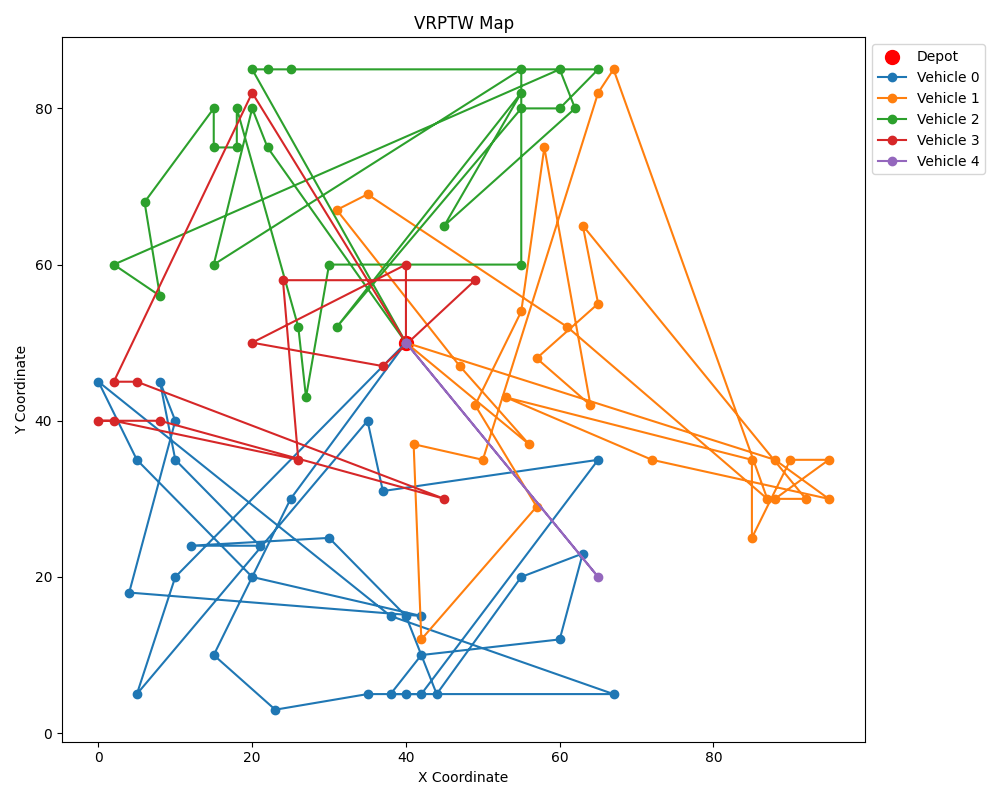 VRPTW Map
Depot
Vehicle 0
Vehicle 1
Vehicle 2
Vehicle 3
Vehicle 4
Y Coordinate
80
60
40
20
0
0 20 40 60 80
X Coordinate